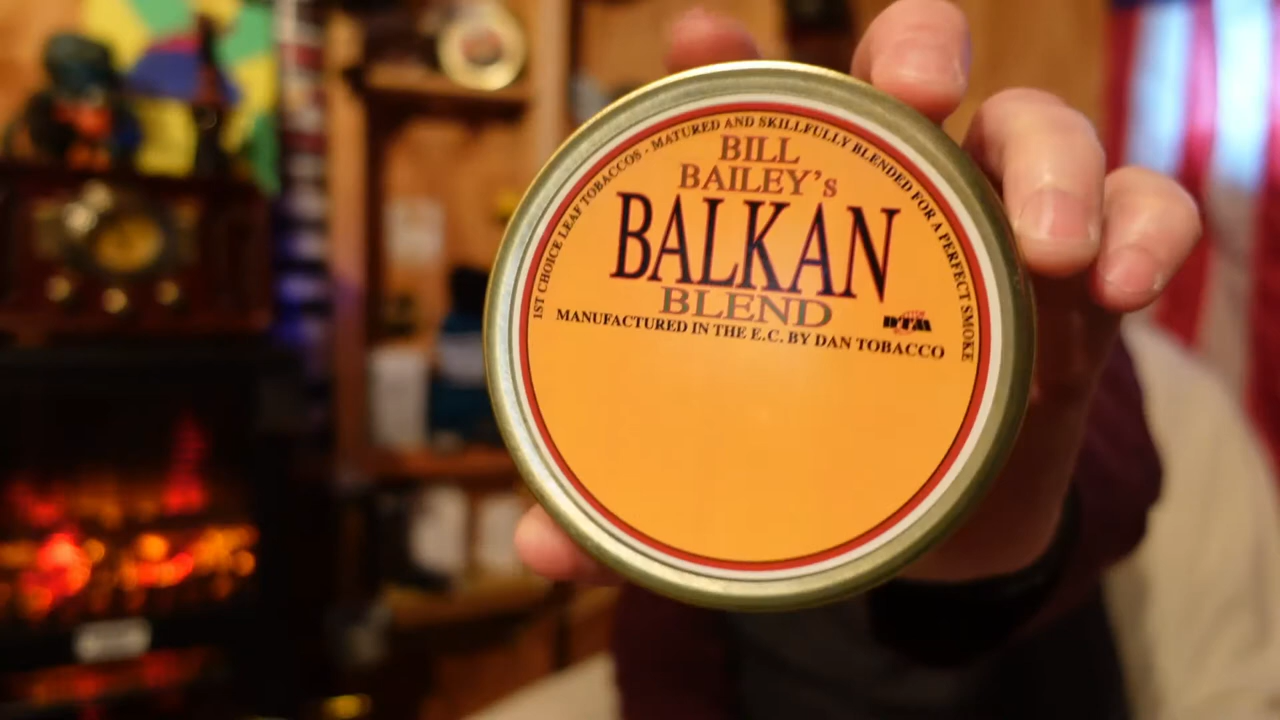 1ST CHOICE LEAF TOBACCOS - MATURED AND SKILLFULLY BLENDED FOR A PERFECT SMOKE
BILL
BAILEY's
BALKAN
BLEND
DTM
MANUFACTURED IN THE E.C. BY DAN TOBACCO